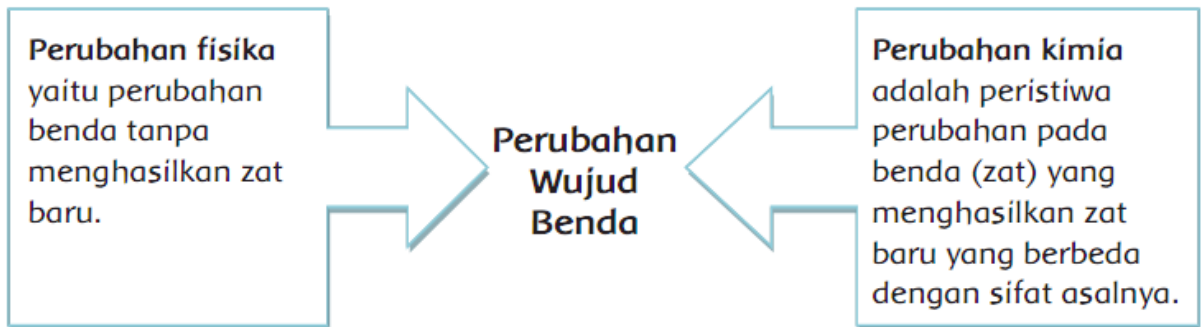 Perubahan fisika
yaitu perubahan
benda tanpa
menghasilkan zat
baru.
Perubahan
Wujud
Benda
Perubahan kimia
adalah peristiwa
perubahan pada
benda (zat) yang
menghasilkan zat
baru yang berbeda
dengan sifat asalnya.